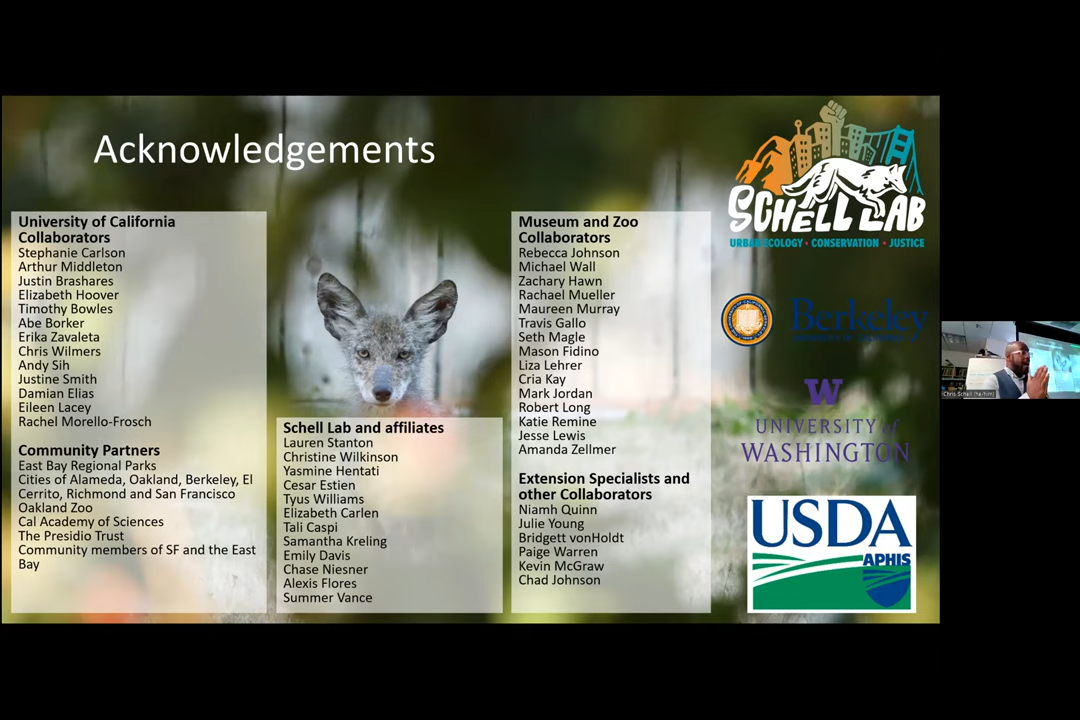 Acknowledgements
University of California
Collaborators
Stephanie Carlson
Arthur Middleton
Justin Brashares
Elizabeth Hoover
Timothy Bowles
Abe Borker
Erika Zavaleta
Chris Wilmers
Andy Sih
Justine Smith
Damian Elias
Eileen Lacey
Rachel Morello-Frosch
Community Partners
East Bay Regional Parks
Cities of Alameda, Oakland, Berkeley, El
Cerrito, Richmond and San Francisco
Oakland Zoo
Cal Academy of Sciences
The Presidio Trust
Community members of SF and the East
Bay
Schell Lab and affiliates
Lauren Stanton
Christine Wilkinson
Yasmine Hentati
Cesar Estien
Tyus Williams
Elizabeth Carlen
Tali Caspi
Samantha Kreling
Emily Davis
Chase Niesner
Alexis Flores
Summer Vance
Museum and Zoo
Collaborators
Rebecca Johnson
Michael Wall
Zachary Hawn
Rachael Mueller
Maureen Murray
Travis Gallo
Seth Magle
Mason Fidino
Liza Lehrer
Cria Kay
Mark Jordan
Robert Long
Katie Remine
Jesse Lewis
Amanda Zellmer
Extension Specialists and
other Collaborators
Niamh Quinn
Julie Young
Bridgett vonHoldt
Paige Warren
Kevin McGraw
Chad Johnson
SCHELL LAB
URBAN ECOLOGY • CONSERVATION • JUSTICE
Berkeley
W
UNIVERSITY of
WASHINGTON
USDA
APHIS
Chris Schell (he/him)